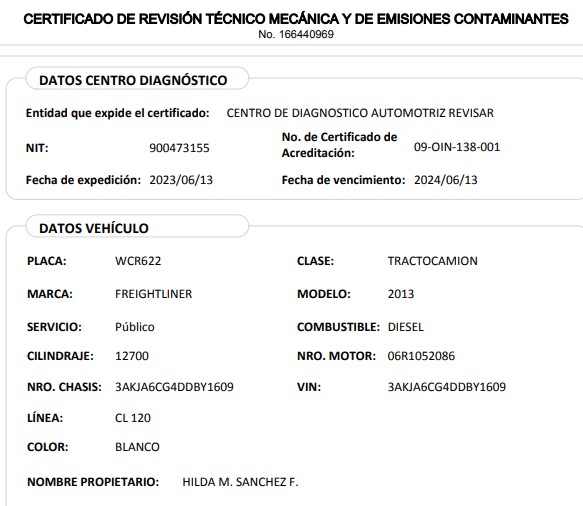 CERTIFICADO DE REVISIÓN TÉCNICO MECÁNICA Y DE EMISIONES CONTAMINANTES
No. 166440969
DATOS CENTRO DIAGNÓSTICO
Entidad que expide el certificado: CENTRO DE DIAGNOSTICO AUTOMOTRIZ REVISAR
NIT: 900473155 No. de Certificado de Acreditación: 09-OIN-138-001
Fecha de expedición: 2023/06/13 Fecha de vencimiento: 2024/06/13
DATOS VEHÍCULO
PLACA: WCR622 CLASE: TRACTOCAMION
MARCA: FREIGHTLINER MODELO: 2013
SERVICIO: Público COMBUSTIBLE: DIESEL
CILINDRAJE: 12700 NRO. MOTOR: 06R1052086
NRO. CHASIS: 3AKJA6CG4DDBY1609 VIN: 3AKJA6CG4DDBY1609
LÍNEA: CL 120
COLOR: BLANCO
NOMBRE PROPIETARIO: HILDA M. SANCHEZ F.